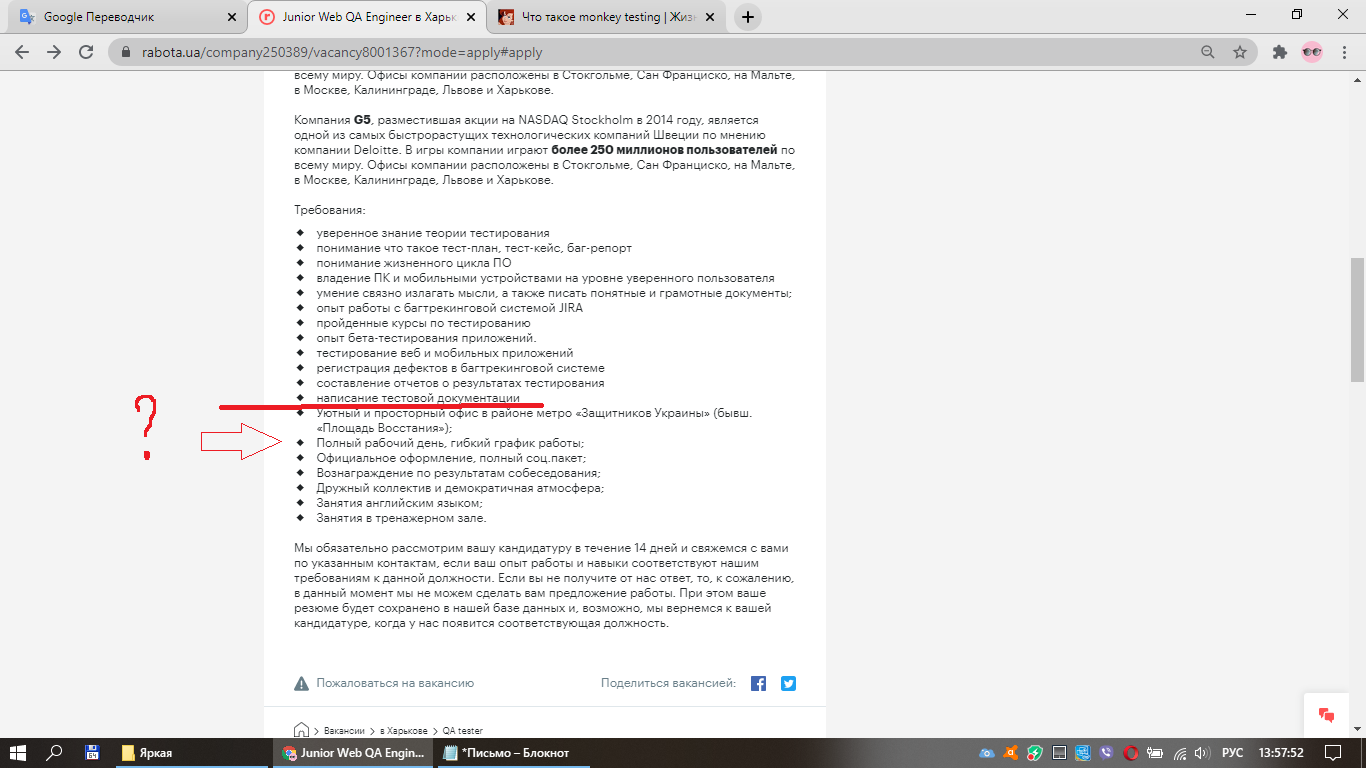 Google Переводчик
Junior Web QA Engineer в Харьк
Что такое monkey testing | Жизн
rabota.ua/company250389/vacancy8001367?mode=apply#apply
всему миру. Офисы компании расположены в Стокгольме, Сан Франциско, на Мальте,
в Москве, Калининграде, Львове и Харькове.
Компания G5, разместившая акции на NASDAQ Stockholm в 2014 году, является
одной из самых быстрорастущих технологических компаний Швеции по мнению
компании Deloitte. В игры компании играют более 250 миллионов пользователей по
всему миру. Офисы компании расположены в Стокгольме, Сан Франциско, на Мальте,
в Москве, Калининграде, Львове и Харькове.
Требования:
уверенное знание теории тестирования
понимание что такое тест-план, тест-кейс, баг-репорт
понимание жизненного цикла ПО
владение ПК и мобильными устройствами на уровне уверенного пользователя
умение связно излагать мысли, а также писать понятные и грамотные документы;
опыт работы с багтрекинговой системой JIRA
пройденные курсы по тестированию
опыт бета-тестирования приложений.
тестирование веб и мобильных приложений
регистрация дефектов в багтрекинговой системе
составление отчетов о результатах тестирования
написание тестовой документации
Уютный и просторный офис в районе метро «Защитников Украины» (бывш.
«Площадь Восстания»);
?
Полный рабочий день, гибкий график работы;
Официальное оформление, полный соц.пакет;
Вознаграждение по результатам собеседования;
Дружный коллектив и демократичная атмосфера;
Занятия английским языком;
Занятия в тренажерном зале.
Мы обязательно рассмотрим вашу кандидатуру в течение 14 дней и свяжемся с вами
по указанным контактам, если ваш опыт работы и навыки соответствуют нашим
требованиям к данной должности. Если вы не получите от нас ответ, то, к сожалению,
в данный момент мы не можем сделать вам предложение работы. При этом ваше
резюме будет сохранено в нашей базе данных и, возможно, мы вернемся к вашей
кандидатуре, когда у нас появится соответствующая должность.
Пожаловаться на вакансию
Поделиться вакансией:
Вакансии > в Харькове > QA tester
64
Яркая
Junior Web QA Engin...
*Письмо – Блокнот
РУС
13:57:52